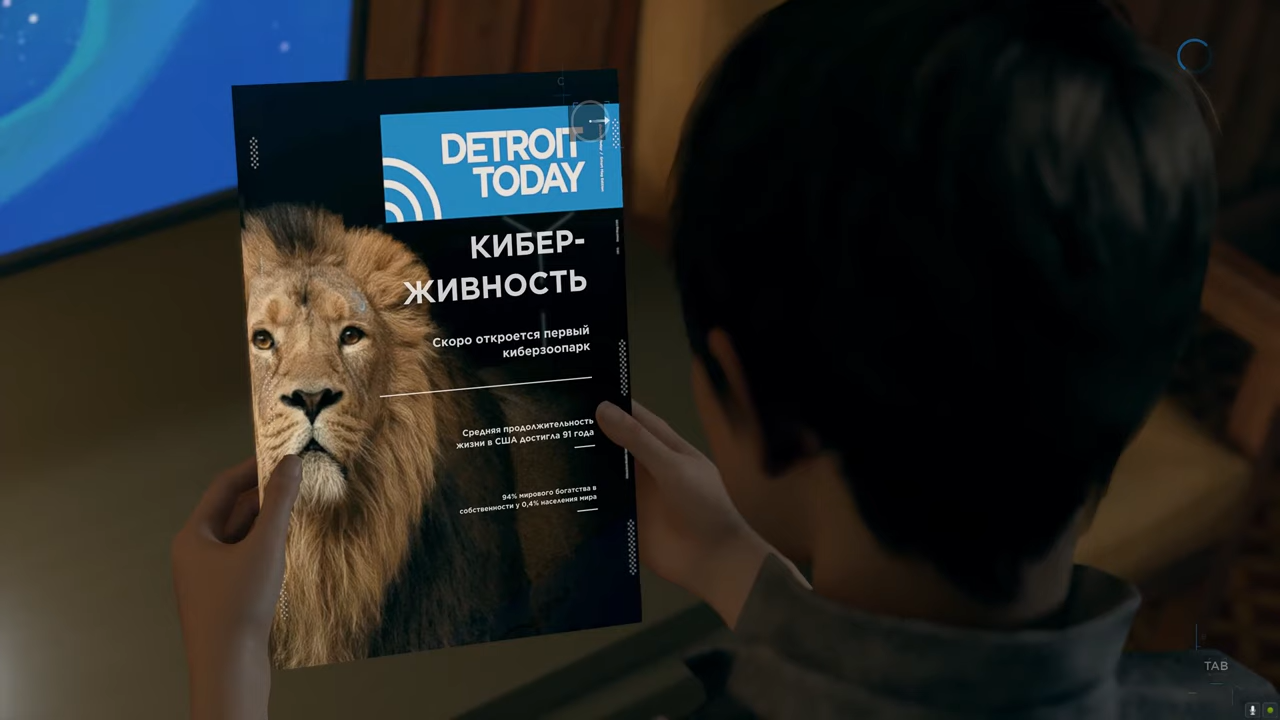 DETROIT
TODAY
КИБЕР-
ЖИВНОСТЬ
Скоро откроется первый
киберзоопарк
Средняя продолжительность
жизни в США достигла 91 года
94% мирового богатства в
собственности у 0,4% населения мира
TAB